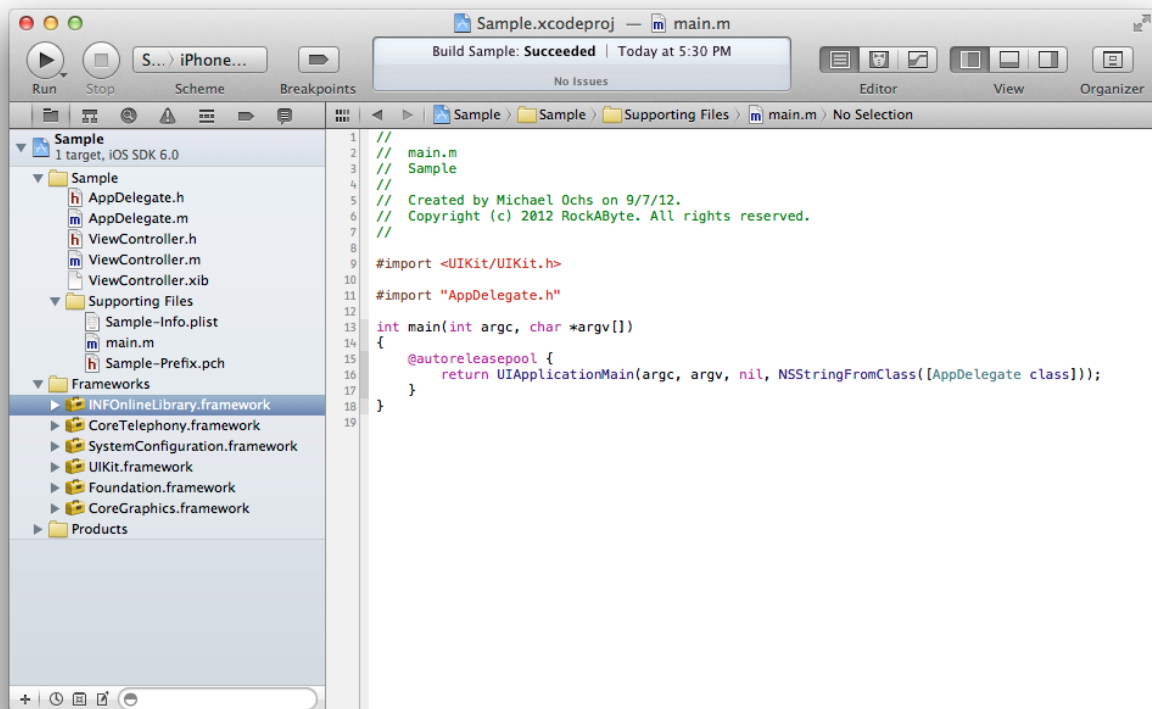 Sample.xcodeproj — m main.m
Build Sample: Succeeded | Today at 5:30 PM
No Issues
S... 〉 iPhone...
Run Stop Scheme Breakpoints Editor View Organizer
Sample 〉 Sample 〉 Supporting Files 〉 m main.m 〉 No Selection
Sample
1 target, iOS SDK 6.0
Sample
h AppDelegate.h
m AppDelegate.m
h ViewController.h
m ViewController.m
ViewController.xib
Supporting Files
Sample-Info.plist
m main.m
h Sample-Prefix.pch
Frameworks
INFOnlineLibrary.framework
CoreTelephony.framework
SystemConfiguration.framework
UIKit.framework
Foundation.framework
CoreGraphics.framework
Products
1 //
2 //  main.m
3 //  Sample
4 //
5 //  Created by Michael Ochs on 9/7/12.
6 //  Copyright (c) 2012 RockAByte. All rights reserved.
7 //
8
9 #import <UIKit/UIKit.h>
10
11 #import "AppDelegate.h"
12
13 int main(int argc, char *argv[])
14 {
15     @autoreleasepool {
16         return UIApplicationMain(argc, argv, nil, NSStringFromClass([AppDelegate class]));
17     }
18 }
19